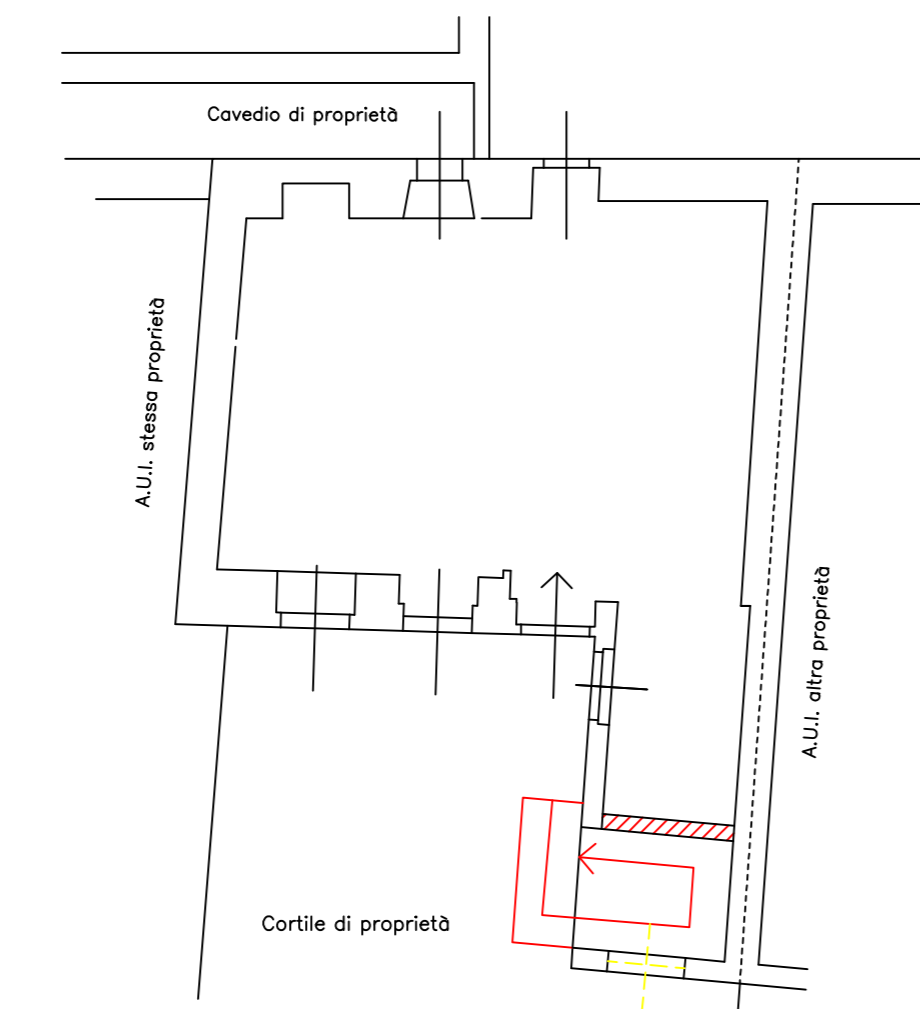 Cavedio di proprietà
A.U.I. stessa proprietà
A.U.I. altra proprietà
Cortile di proprietà